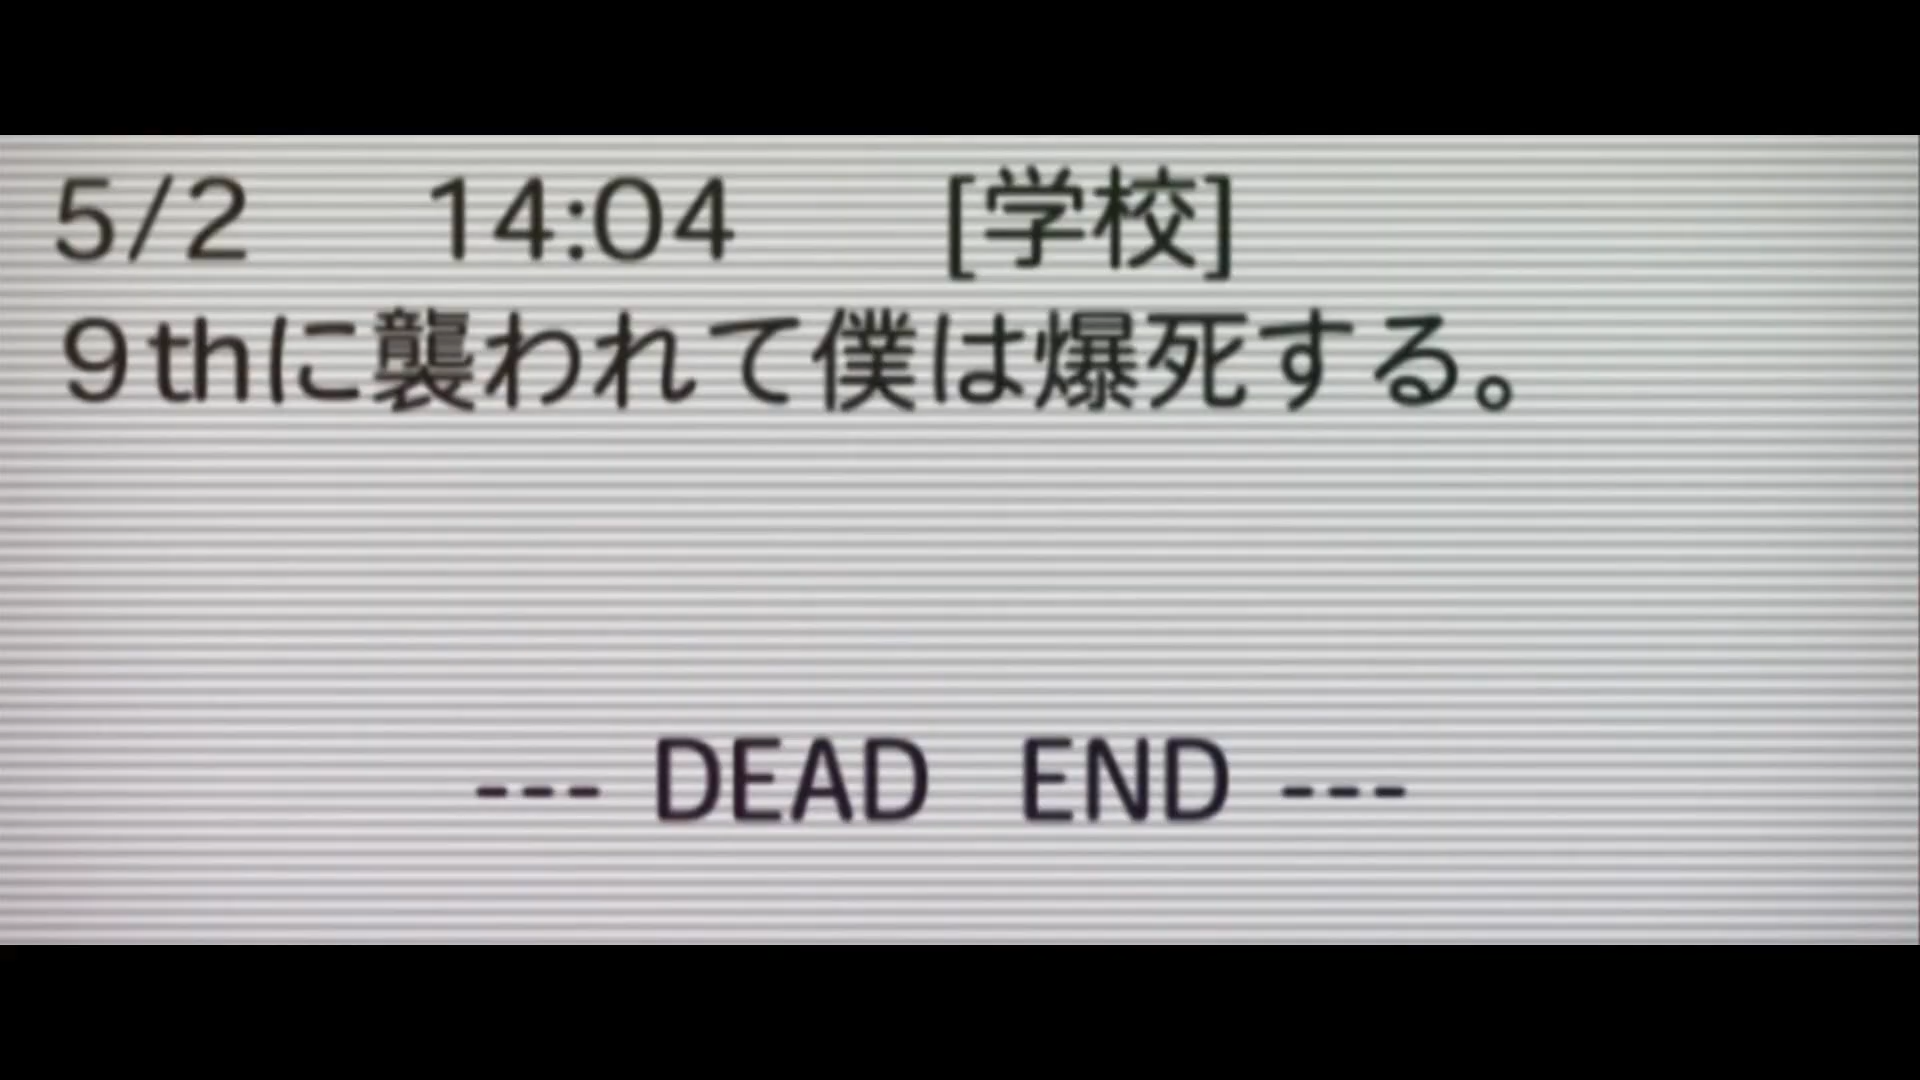 5/2 14:04 [学校]
9thに襲われて僕は爆死する。
--- DEAD END ---